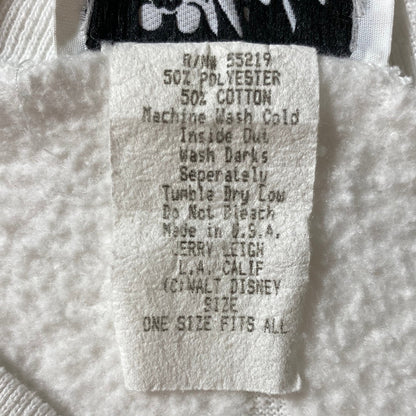 R/N# 55219
50% POLYESTER
50% COTTON
Machine Wash Cold
Inside Out
Wash Darks
Seperately
Tumble Dry Low
Do Not Bleach
Made in U.S.A.
JERRY LEIGH
L.A. CALIF
(C)WALT DISNEY
SIZE
ONE SIZE FITS ALL